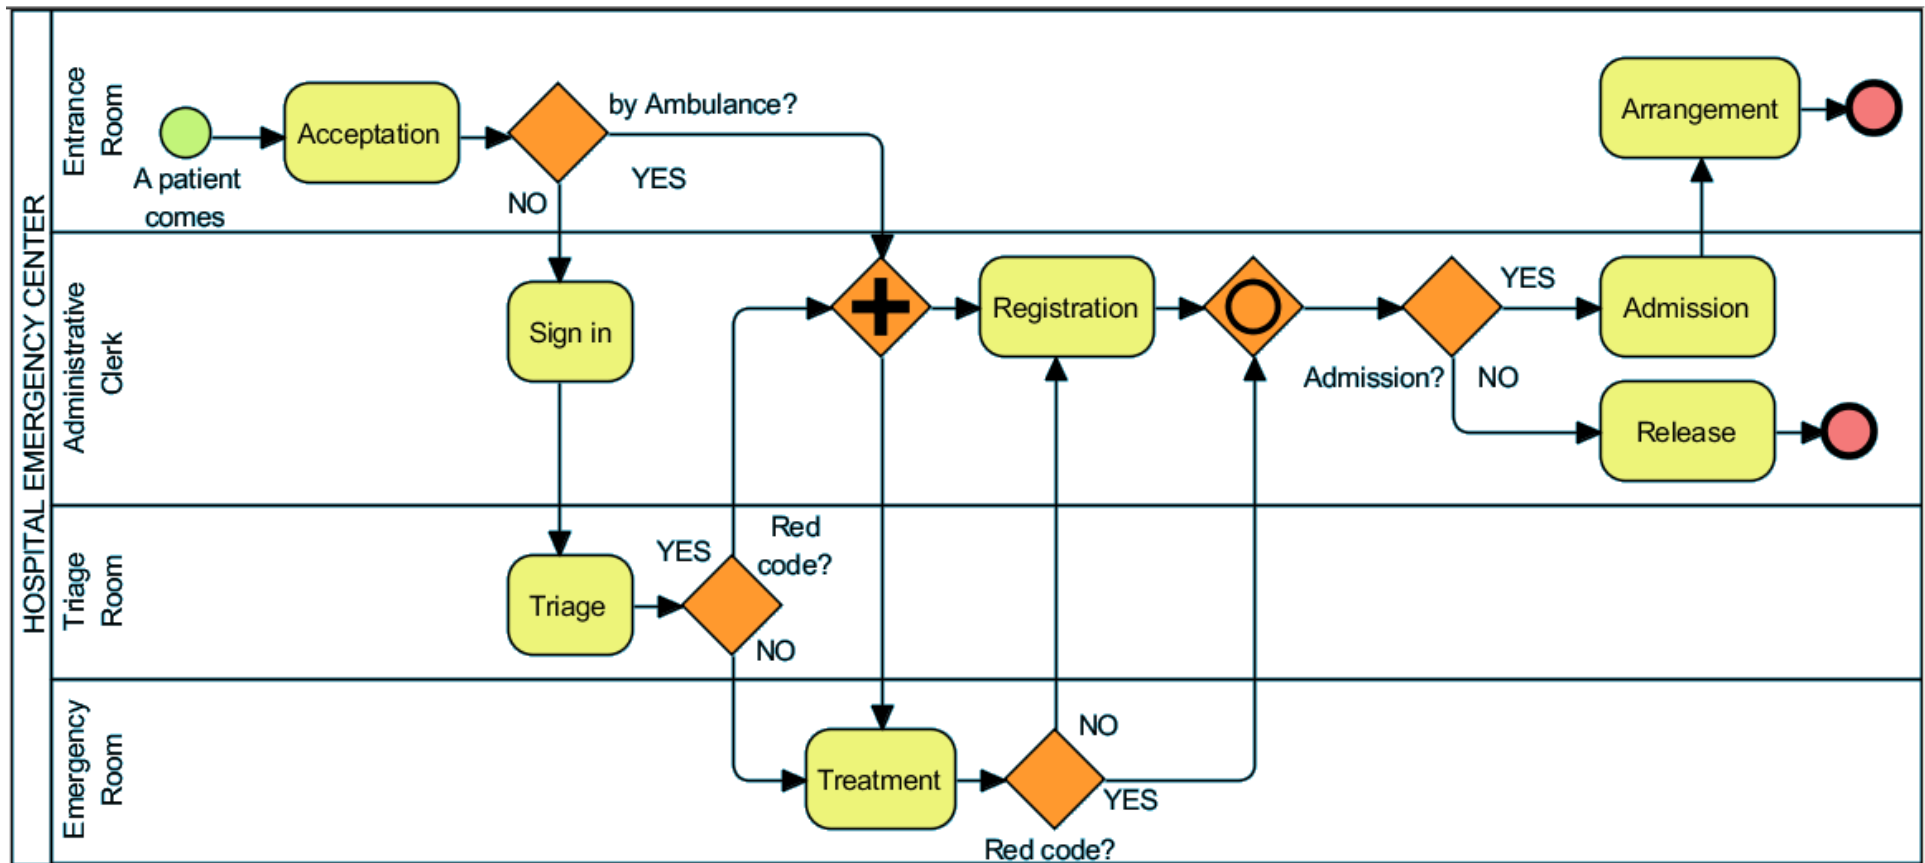 HOSPITAL EMERGENCY CENTER
Entrance
Room
A patient
comes
Acceptation
by Ambulance?
YES
NO
Arrangement
Administrative
Clerk
Sign in
Registration
Admission?
YES
NO
Admission
Release
Triage
Room
Triage
YES
Red
code?
NO
Emergency
Room
Treatment
NO
YES
Red code?